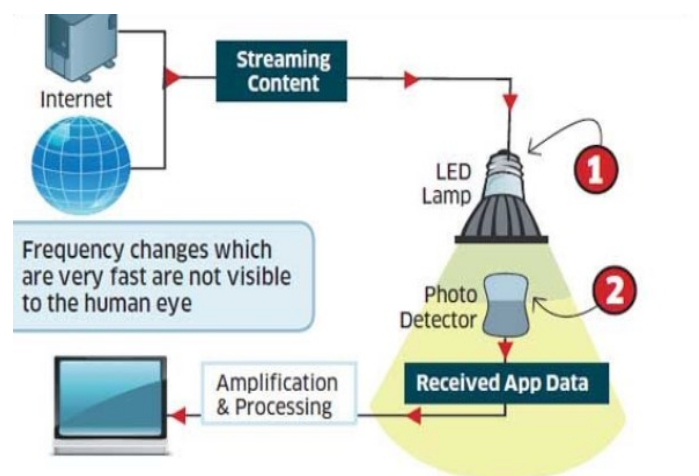 Streaming
Content
Internet
LED
Lamp
1
Frequency changes which
are very fast are not visible
to the human eye
Photo
Detector
2
Amplification
& Processing
Received App Data